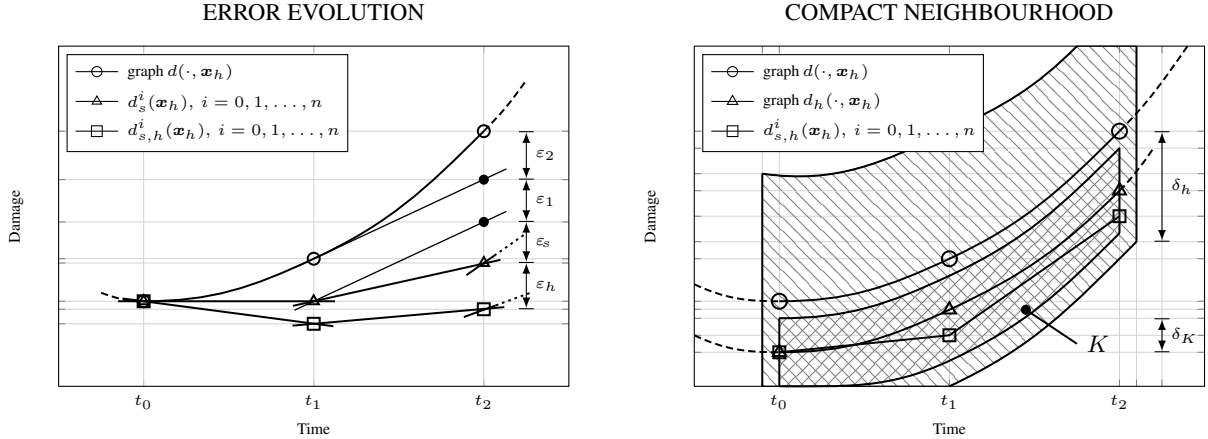 ERROR EVOLUTION
graph d(·, x_h)
d_s^i(x_h), i = 0, 1, . . . , n
d_{s,h}^i(x_h), i = 0, 1, . . . , n
ε_2
ε_1
ε_s
ε_h
Damage
t_0
t_1
t_2
Time
COMPACT NEIGHBOURHOOD
graph d(·, x_h)
graph d_h(·, x_h)
d_{s,h}^i(x_h), i = 0, 1, . . . , n
δ_h
δ_K
K
Damage
t_0
t_1
t_2
Time